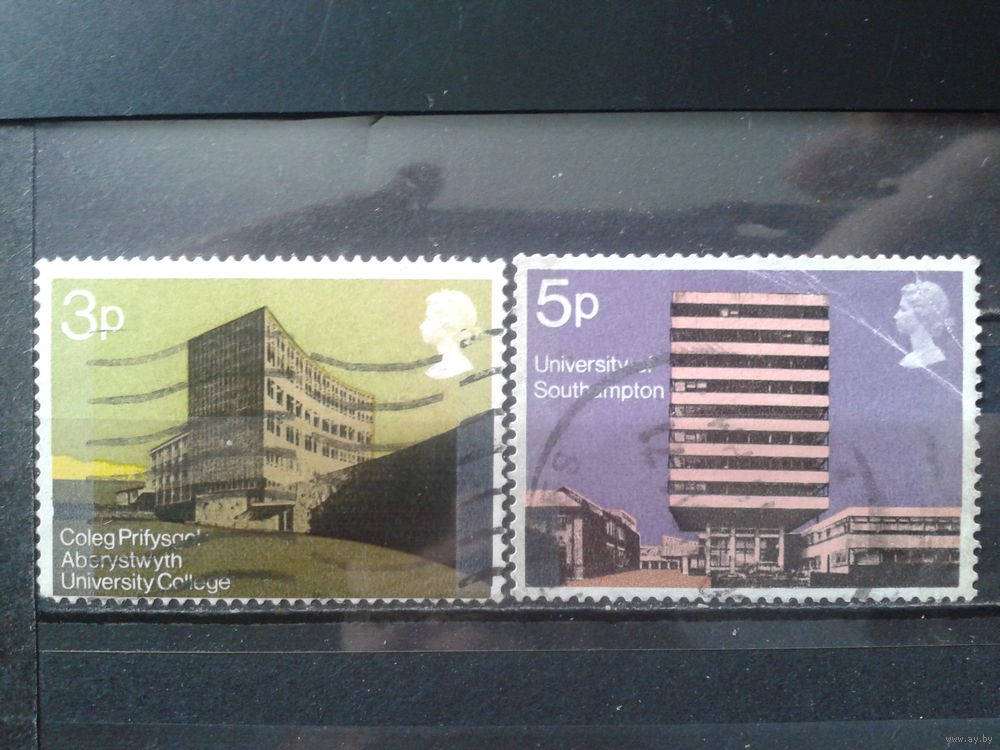 3p
Coleg Prifysgol
Aberystwyth
University College
5p
University of
Southampton
www.ay.by